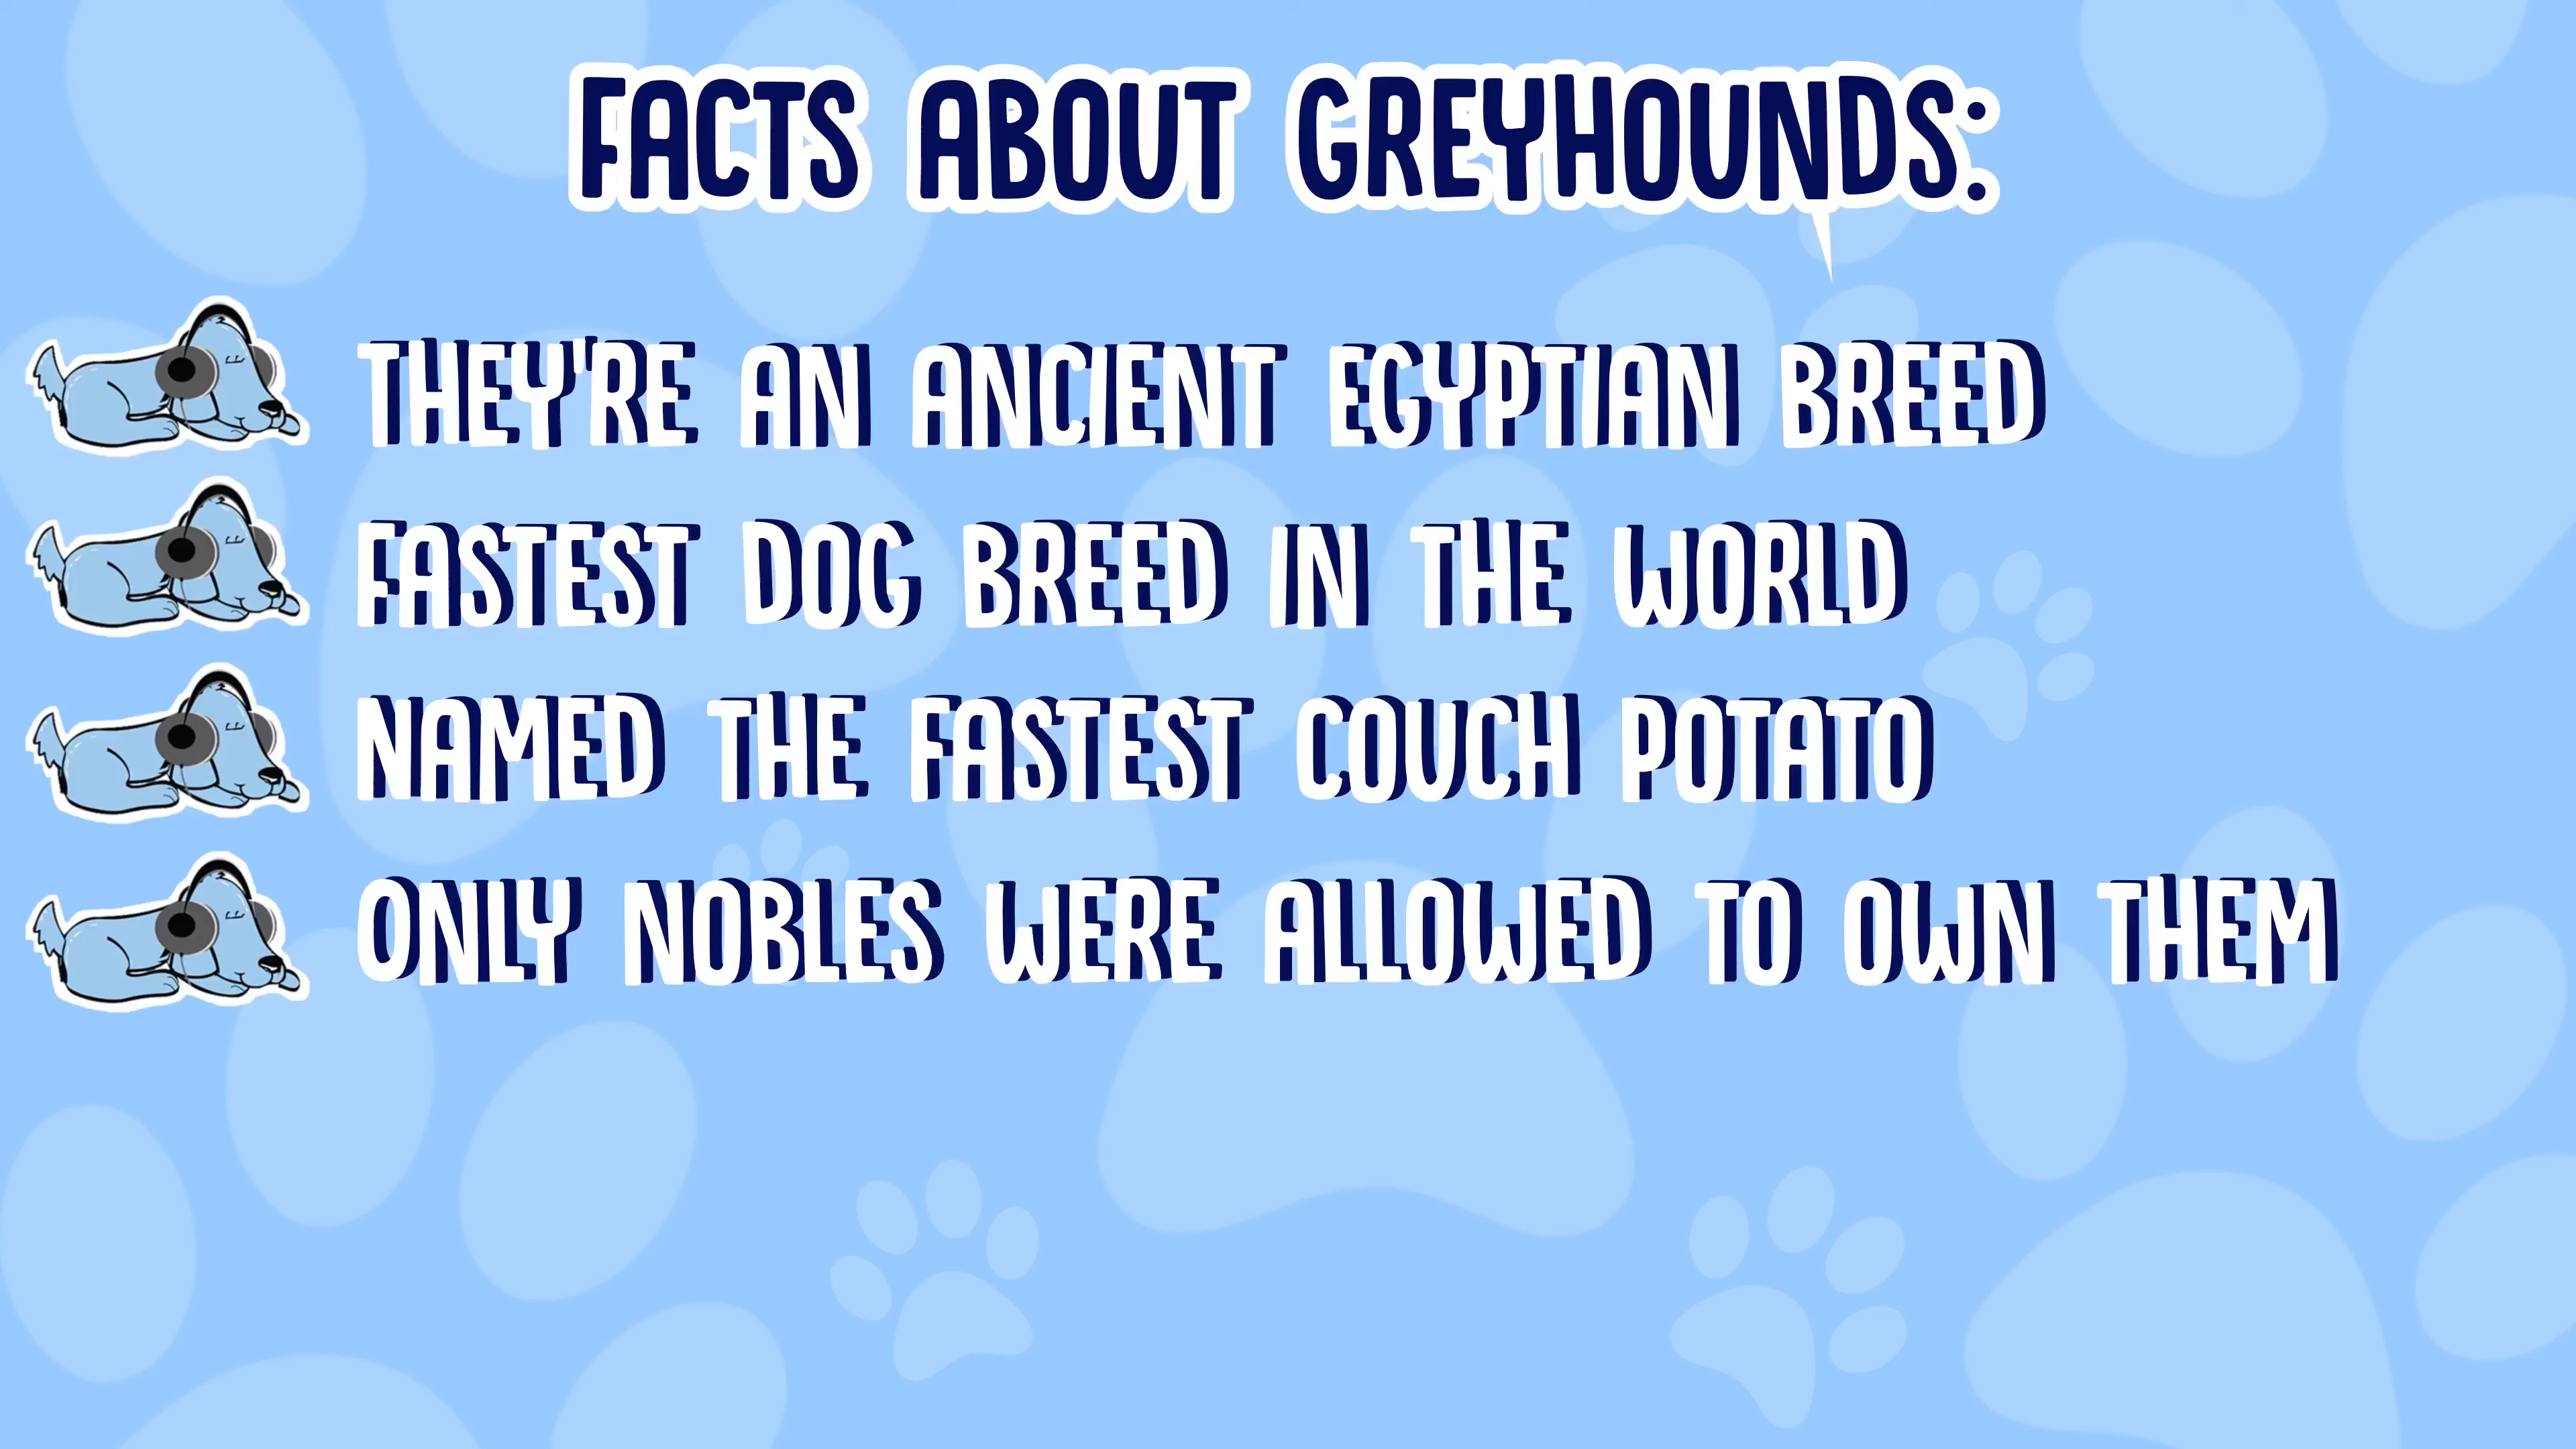 FACTS ABOUT GREYHOUNDS:
THEY'RE AN ANCIENT EGYPTIAN BREED
FASTEST DOG BREED IN THE WORLD
NAMED THE FASTEST COUCH POTATO
ONLY NOBLES WERE ALLOWED TO OWN THEM